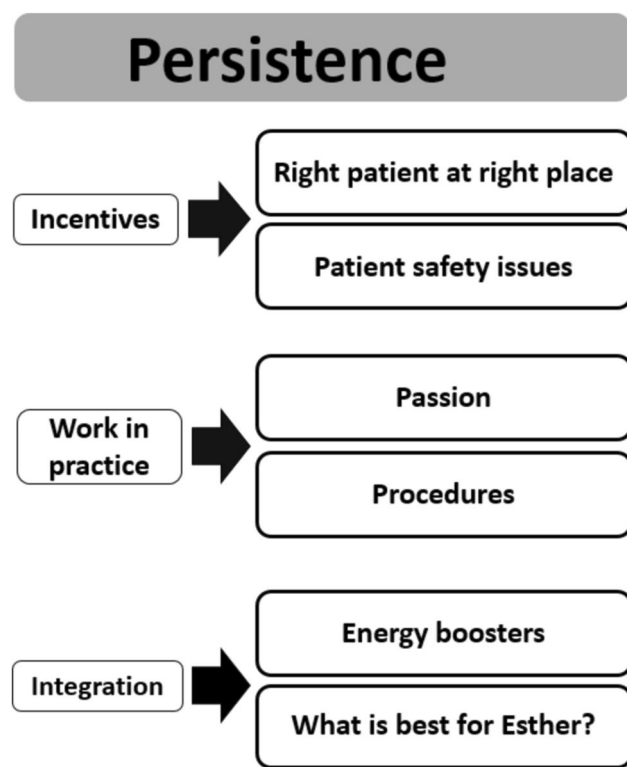 Persistence
Incentives
Right patient at right place
Patient safety issues
Work in
practice
Passion
Procedures
Integration
Energy boosters
What is best for Esther?